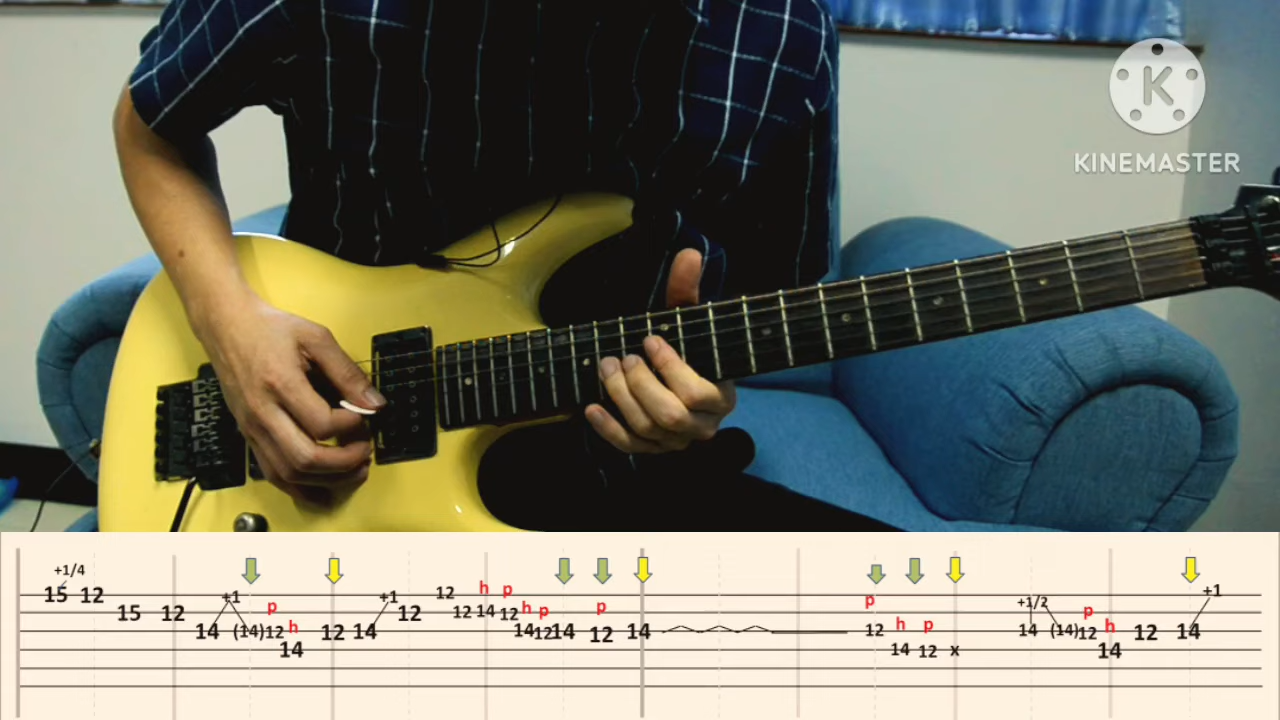 K
KINEMASTER
+1/4
15 12
15 12
14 +1 (14) p 12 h 14
12 14 +1 12
12 12 h 14 p 12
h p 14 12 14 p 12 14
p 12 h 14 p 12 x
+1/2 14 (14) p 12 h 14 12 14 +1